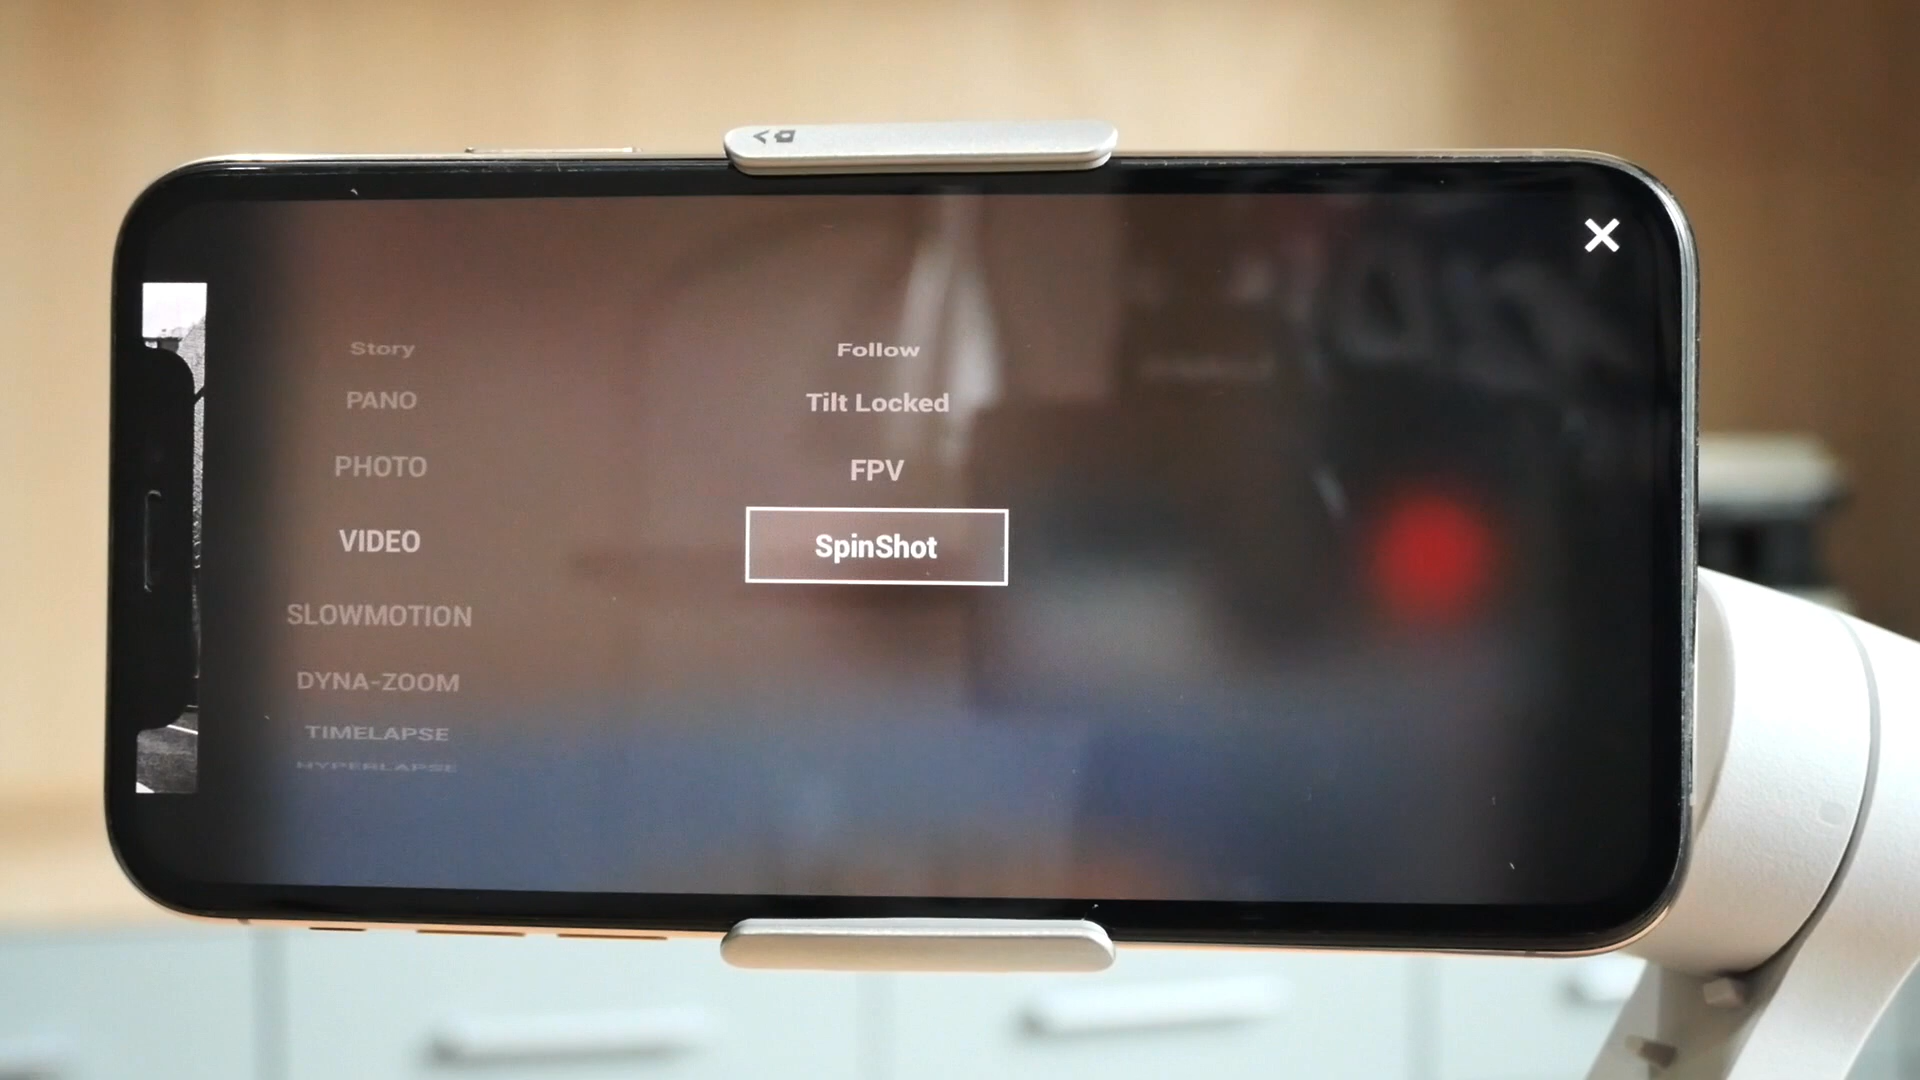 Story
PANO
PHOTO
VIDEO
SLOWMOTION
DYNA-ZOOM
TIMELAPSE
HYPERLAPSE
Follow
Tilt Locked
FPV
SpinShot